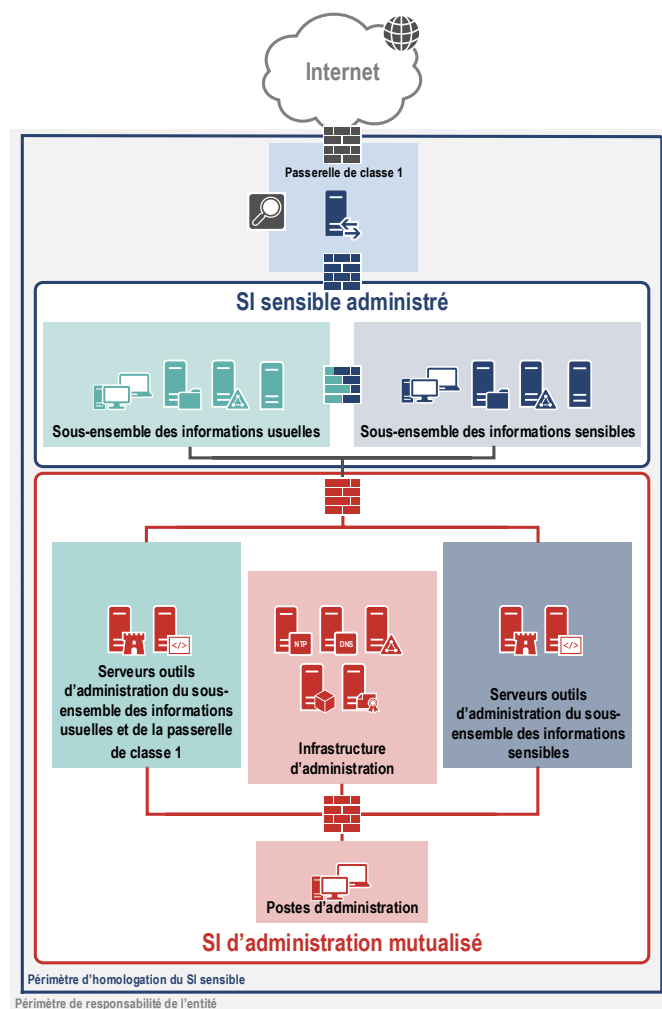 Internet
Passerelle de classe 1
SI sensible administré
Sous-ensemble des informations usuelles
Sous-ensemble des informations sensibles
</>
NTP
DNS
</>
Serveurs outils
d'administration du sous-
ensemble des informations
usuelles et de la passerelle
de classe 1
Infrastructure
d'administration
Serveurs outils
d'administration du sous-
ensemble des informations
sensibles
Postes d'administration
SI d'administration mutualisé
Périmètre d'homologation du SI sensible
Périmètre de responsabilité de l'entité